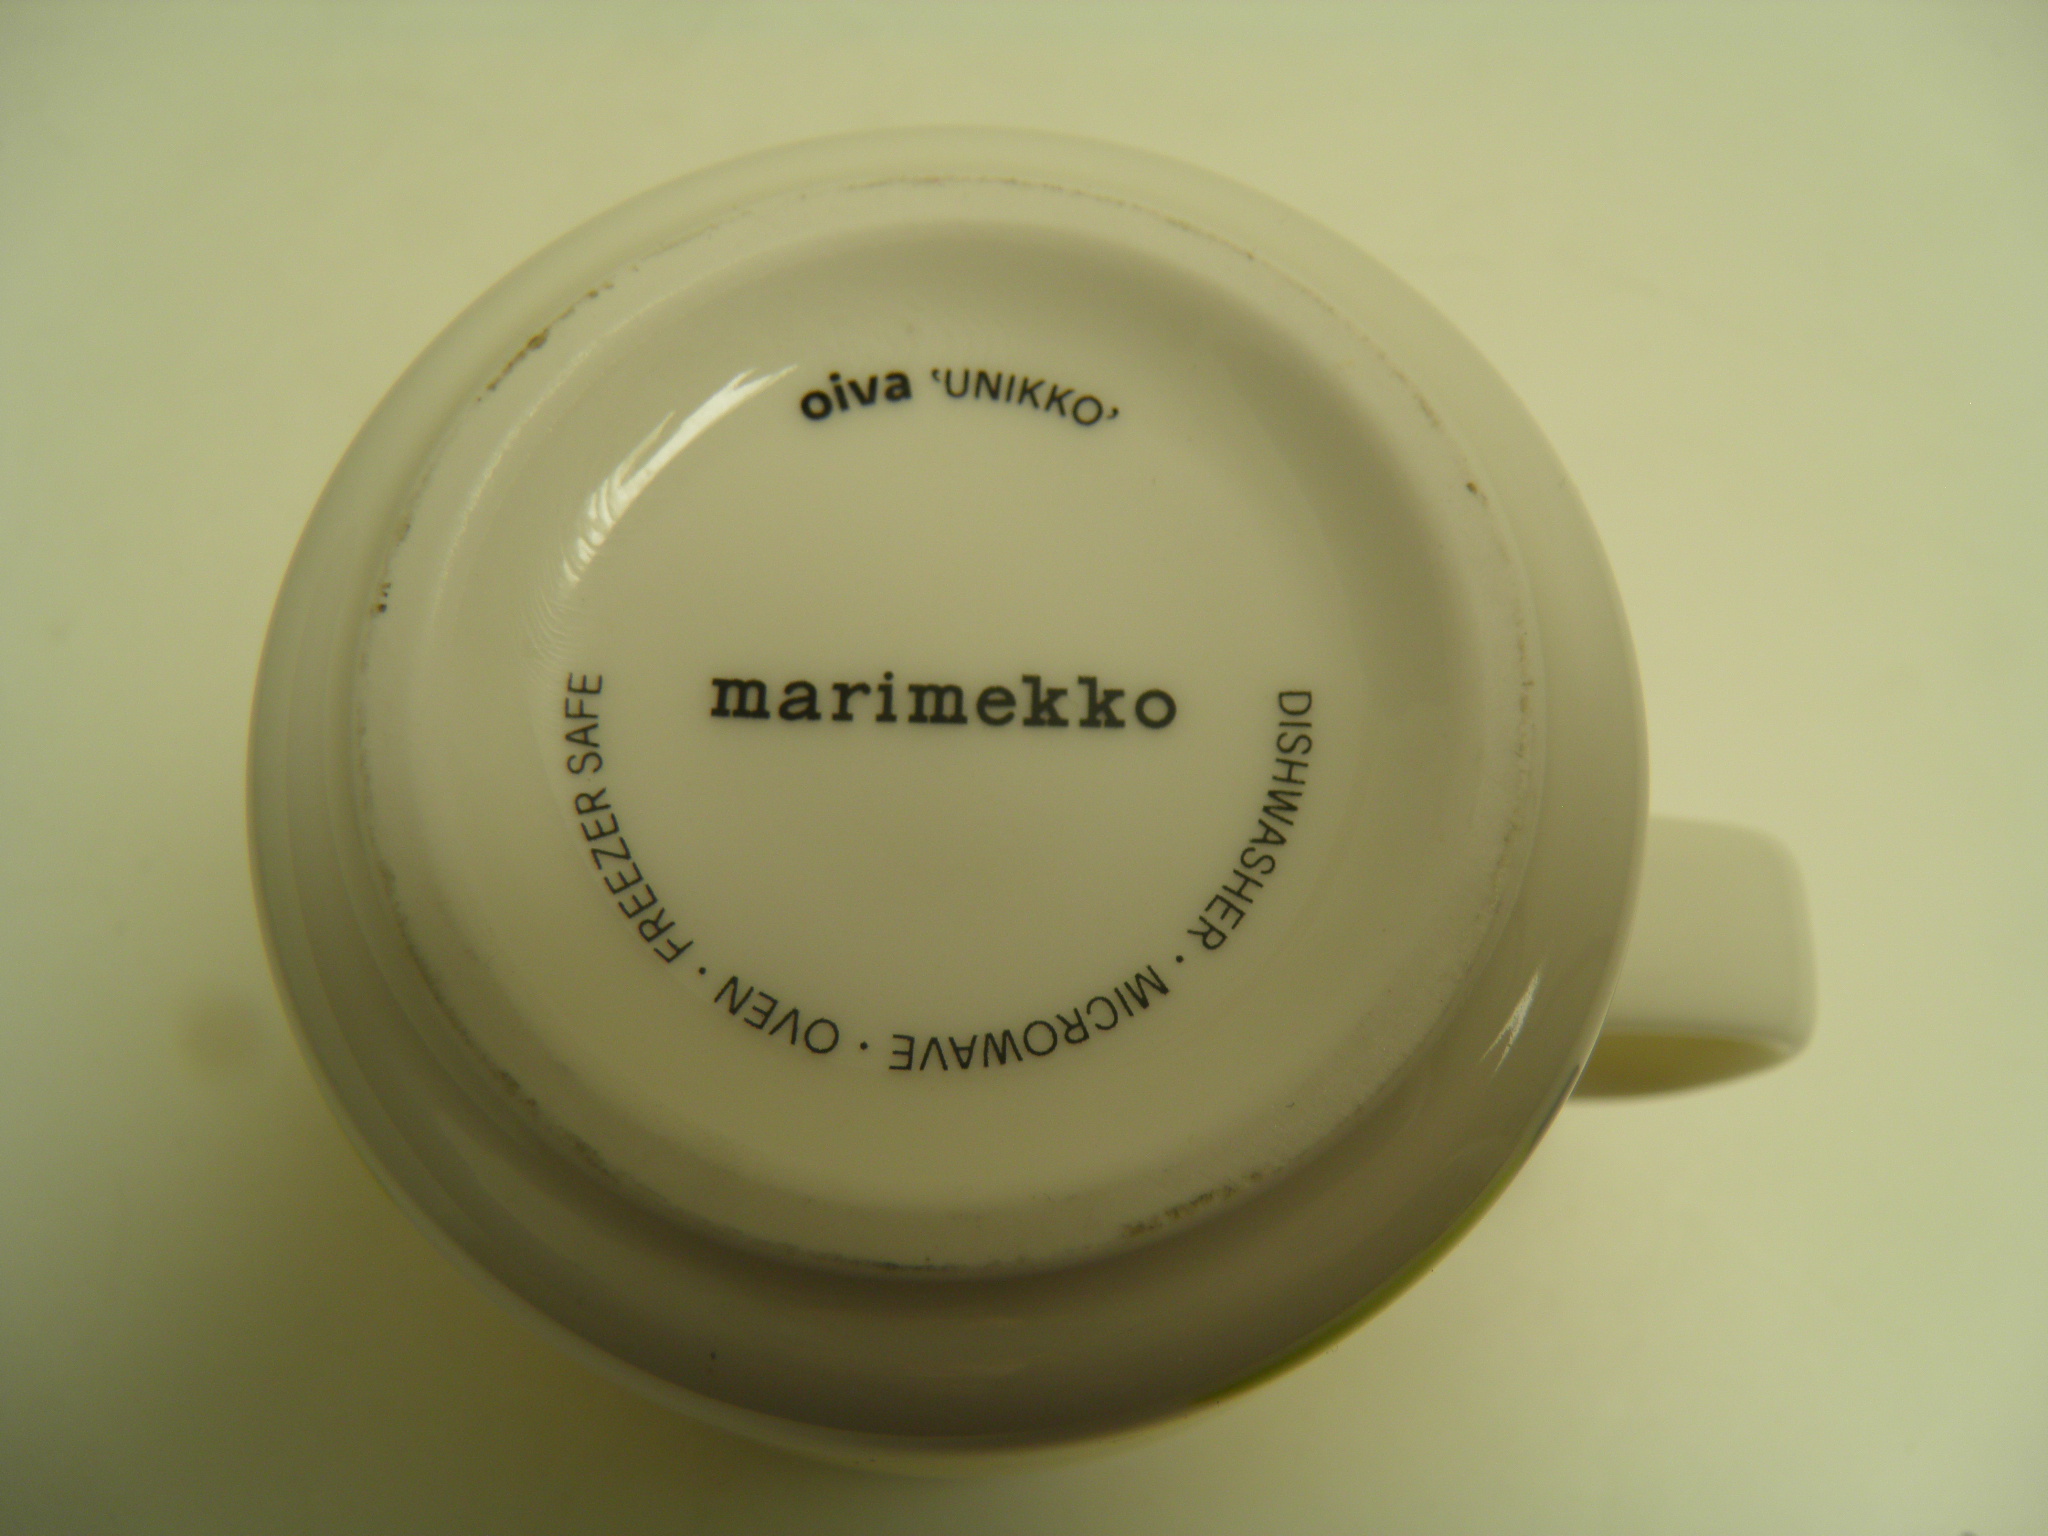 oiva ‘UNIKKO’
marimekko
DISHWASHER · MICROWAVE · OVEN · FREEZER SAFE